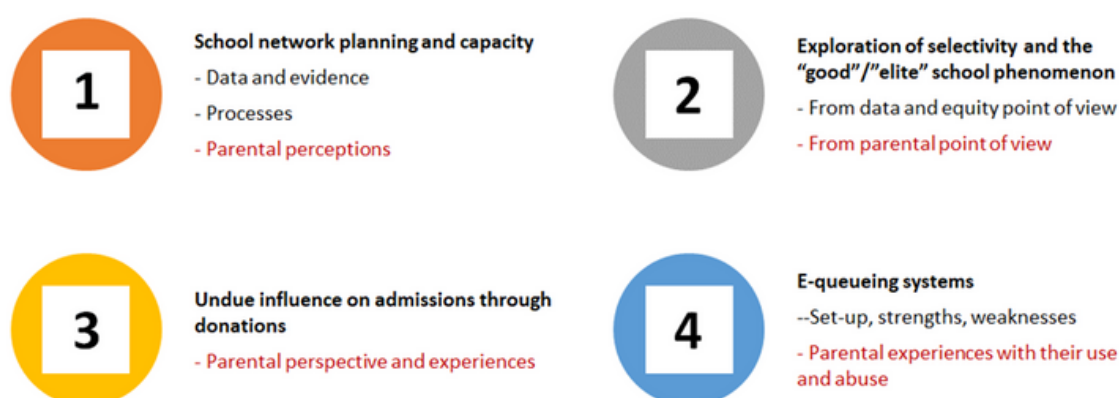 1
School network planning and capacity
- Data and evidence
- Processes
- Parental perceptions
2
Exploration of selectivity and the
“good”/”elite” school phenomenon
- From data and equity point of view
- From parental point of view
3
Undue influence on admissions through
donations
- Parental perspective and experiences
4
E-queueing systems
--Set-up, strengths, weaknesses
- Parental experiences with their use
and abuse